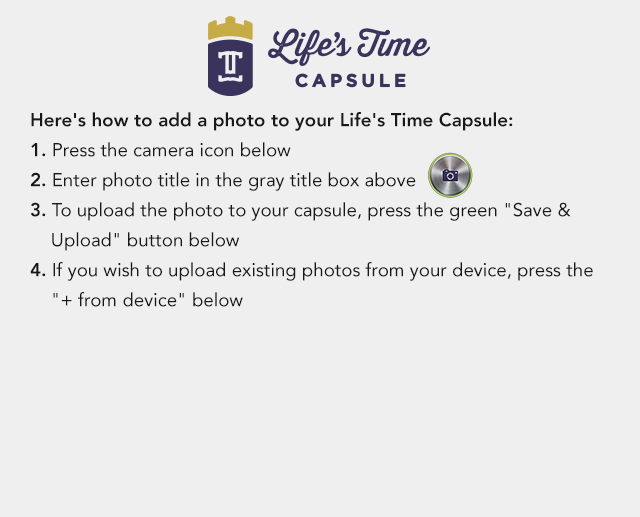 Life's Time
CAPSULE
Here's how to add a photo to your Life's Time Capsule:
1. Press the camera icon below
2. Enter photo title in the gray title box above
3. To upload the photo to your capsule, press the green "Save &
Upload" button below
4. If you wish to upload existing photos from your device, press the
"+ from device" below